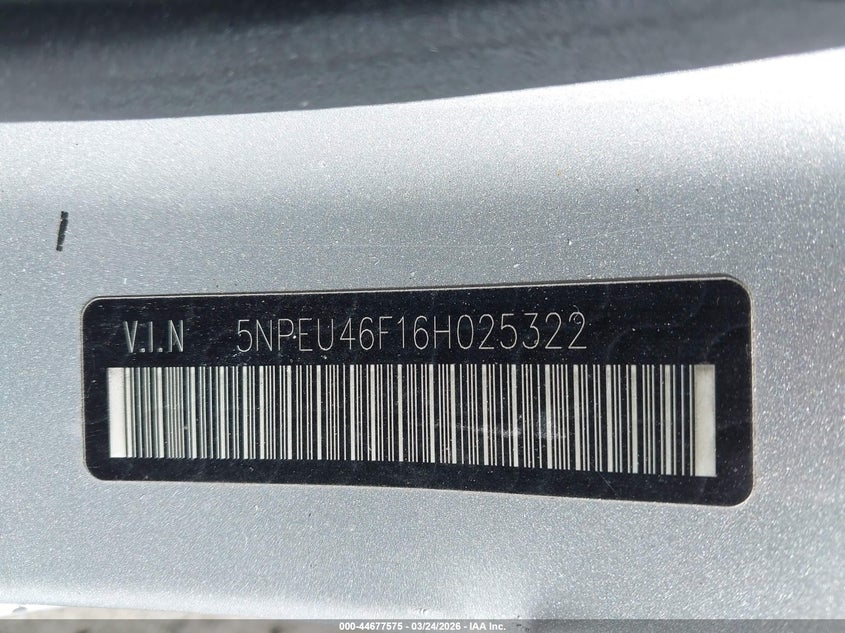 V.I.N 5NPEU46F16H025322
000-44677575 — 03/24/2026 — IAA Inc.